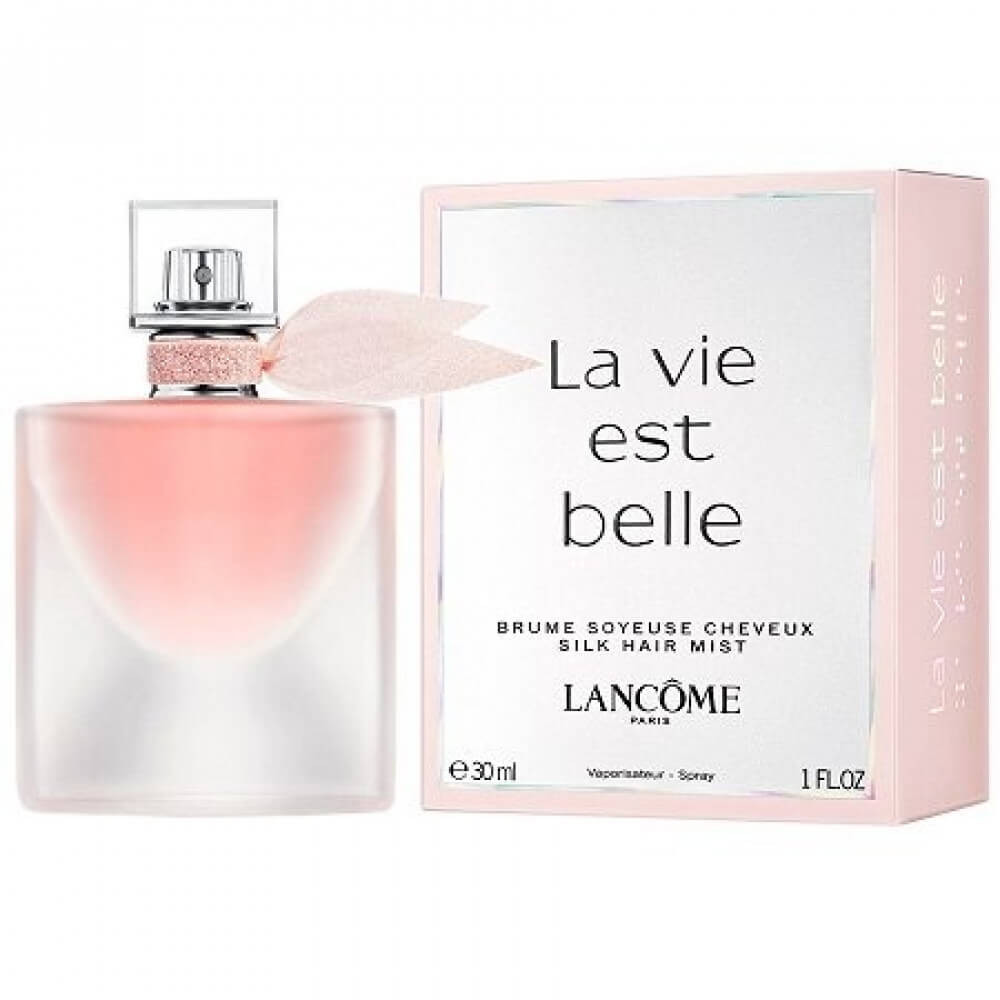 La vie
est
belle
BRUME SOYEUSE CHEVEUX
SILK HAIR MIST
LANCÔME
PARIS
℮30 ml
Vaporisateur - Spray
1 FL.OZ
La vie est belle